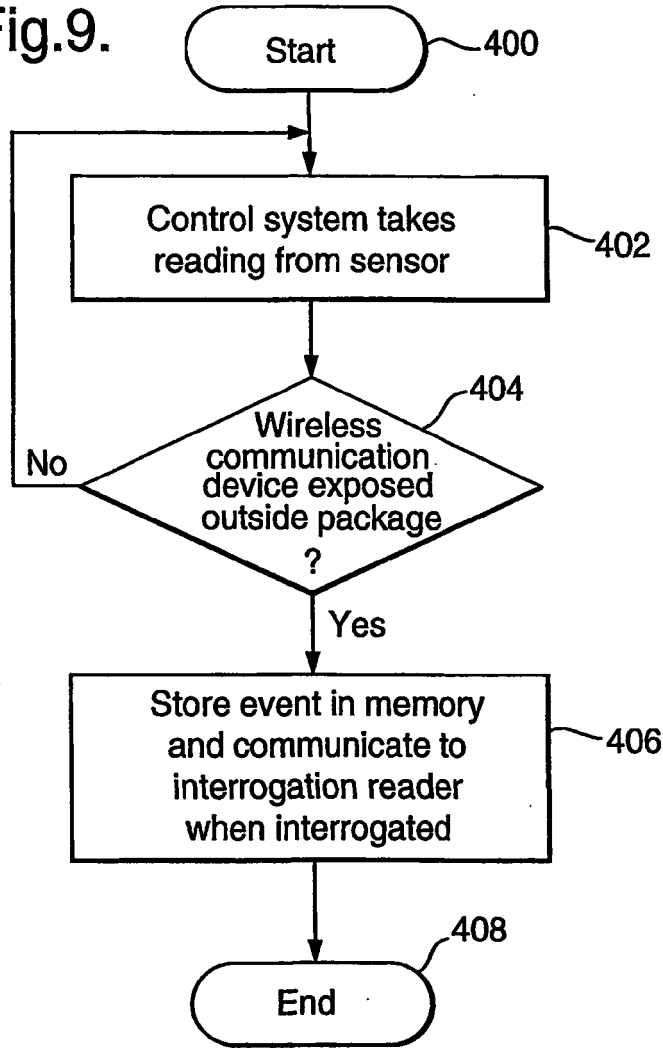 Fig.9.
Start
400
Control system takes
reading from sensor
402
404
Wireless
communication
device exposed
outside package
?
No
Yes
Store event in memory
and communicate to
interrogation reader
when interrogated
406
408
End